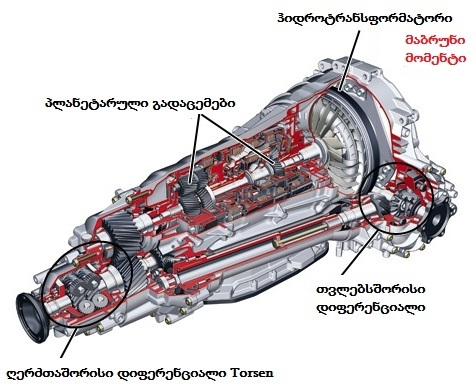 ჰიდროტრანსფორმატორი
მაბრუნი
მომენტი
პლანეტარული გადაცემები
თვლებსშორისი
დიფერენციალი
ღერძთაშორისი დიფერენციალი Torsen